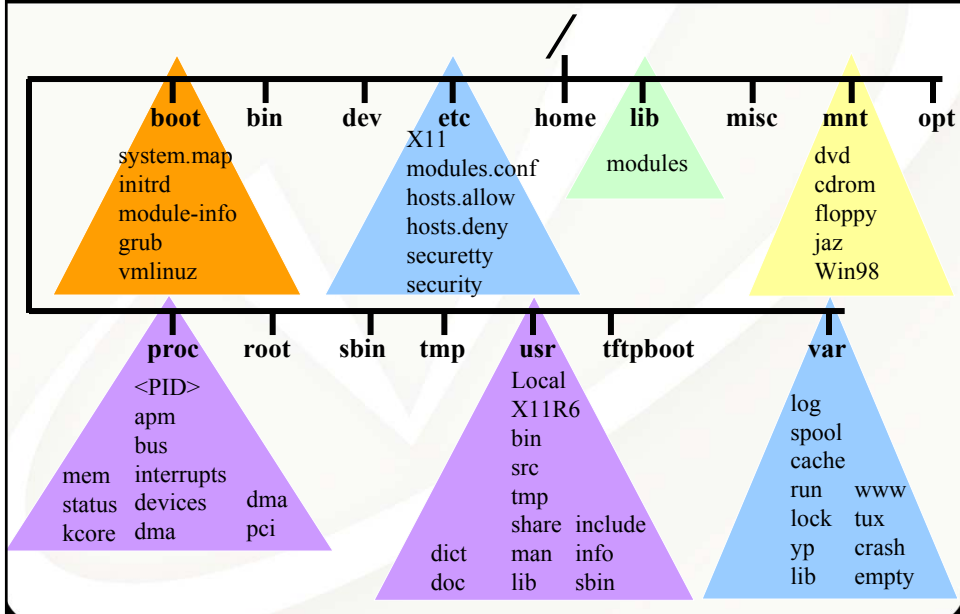 /
boot bin dev etc home lib misc mnt opt
system.map
initrd
module-info
grub
vmlinuz
X11
modules.conf
hosts.allow
hosts.deny
securetty
security
modules
dvd
cdrom
floppy
jaz
Win98
proc root sbin tmp usr tftpboot var
<PID>
apm
bus
mem interrupts
status devices dma
kcore dma pci
Local
X11R6
bin
src
tmp
share include
dict man info
doc lib sbin
log
spool
cache
run www
lock tux
yp crash
lib empty